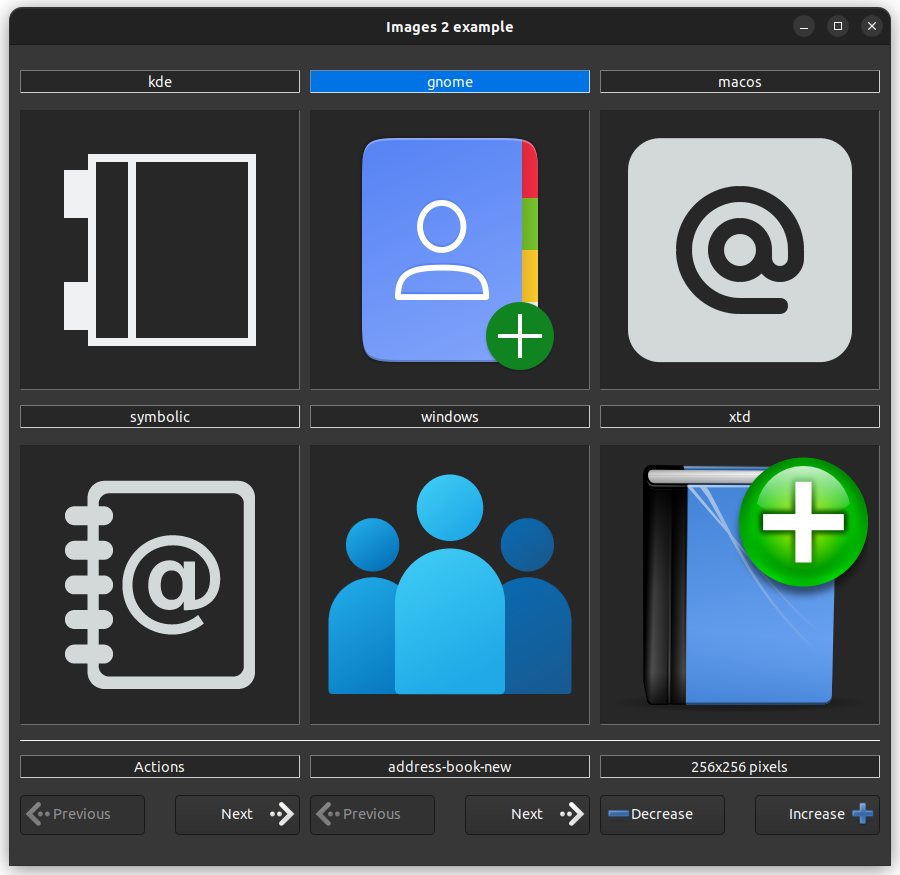 Images 2 example
kde
gnome
macos
symbolic
windows
xtd
@
Actions
address-book-new
256x256 pixels
Previous
Next
Previous
Next
Decrease
Increase